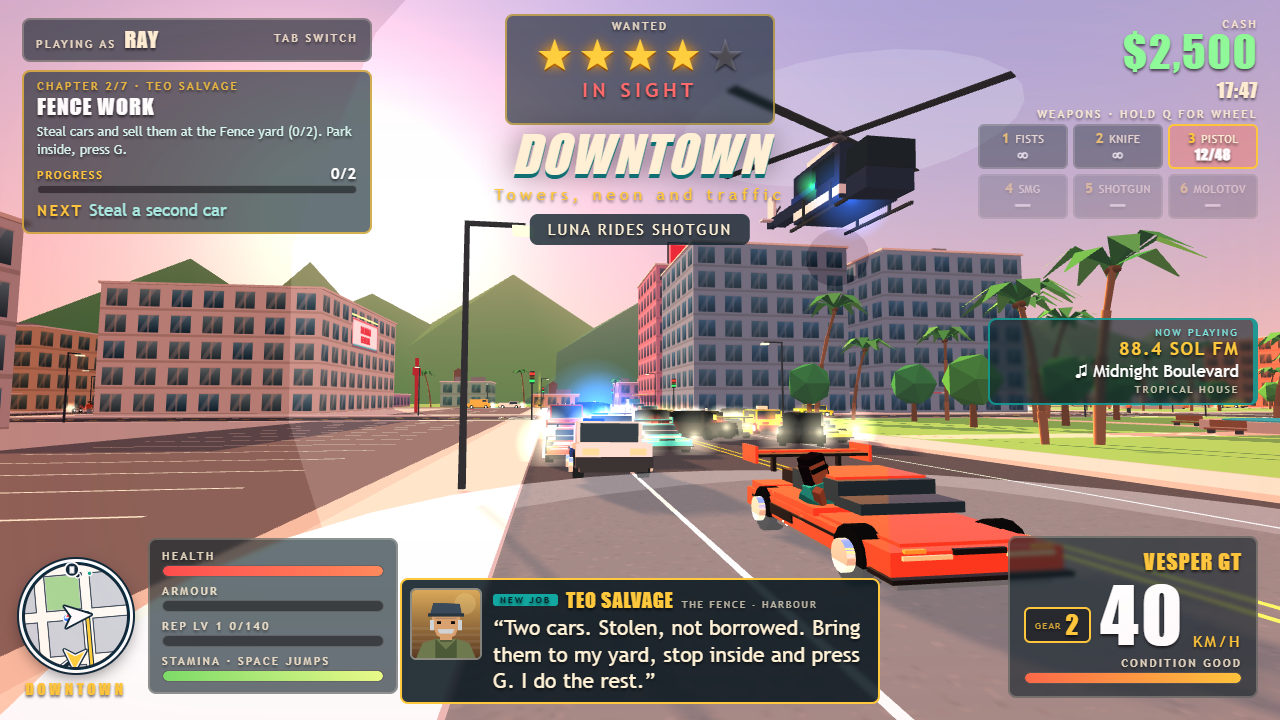 PLAYING AS RAY TAB SWITCH
CHAPTER 2/7 · TEO SALVAGE
FENCE WORK
Steal cars and sell them at the Fence yard (0/2). Park
inside, press G.
PROGRESS 0/2
NEXT Steal a second car
WANTED
IN SIGHT
DOWNTOWN
Towers, neon and traffic
LUNA RIDES SHOTGUN
CASH
$2,500
17:47
WEAPONS · HOLD Q FOR WHEEL
1 FISTS
∞
2 KNIFE
∞
3 PISTOL
12/48
4 SMG
—
5 SHOTGUN
—
6 MOLOTOV
—
NOW PLAYING
88.4 SOL FM
♫ Midnight Boulevard
TROPICAL HOUSE
DOWNTOWN
HEALTH
ARMOUR
REP LV 1 0/140
STAMINA · SPACE JUMPS
NEW JOB TEO SALVAGE THE FENCE · HARBOUR
“Two cars. Stolen, not borrowed. Bring
them to my yard, stop inside and press
G. I do the rest.”
VESPER GT
GEAR 2 40 KM/H
CONDITION GOOD